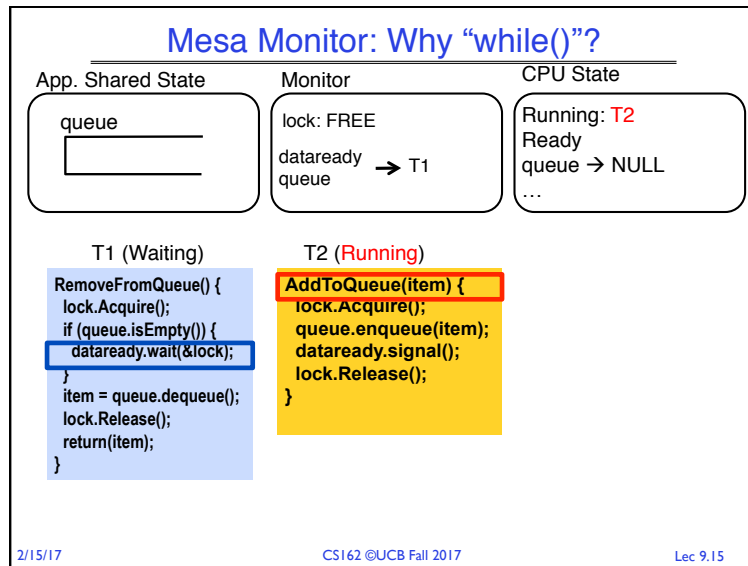 Mesa Monitor: Why “while()”?
App. Shared State
Monitor
CPU State
queue
lock: FREE
dataready
queue
→ T1
Running: T2
Ready
queue → NULL
…
T1 (Waiting)
T2 (Running)
RemoveFromQueue() {
lock.Acquire();
if (queue.isEmpty()) {
dataready.wait(&lock);
}
item = queue.dequeue();
lock.Release();
return(item);
}
AddToQueue(item) {
lock.Acquire();
queue.enqueue(item);
dataready.signal();
lock.Release();
}
2/15/17
CS162 ©UCB Fall 2017
Lec 9.15